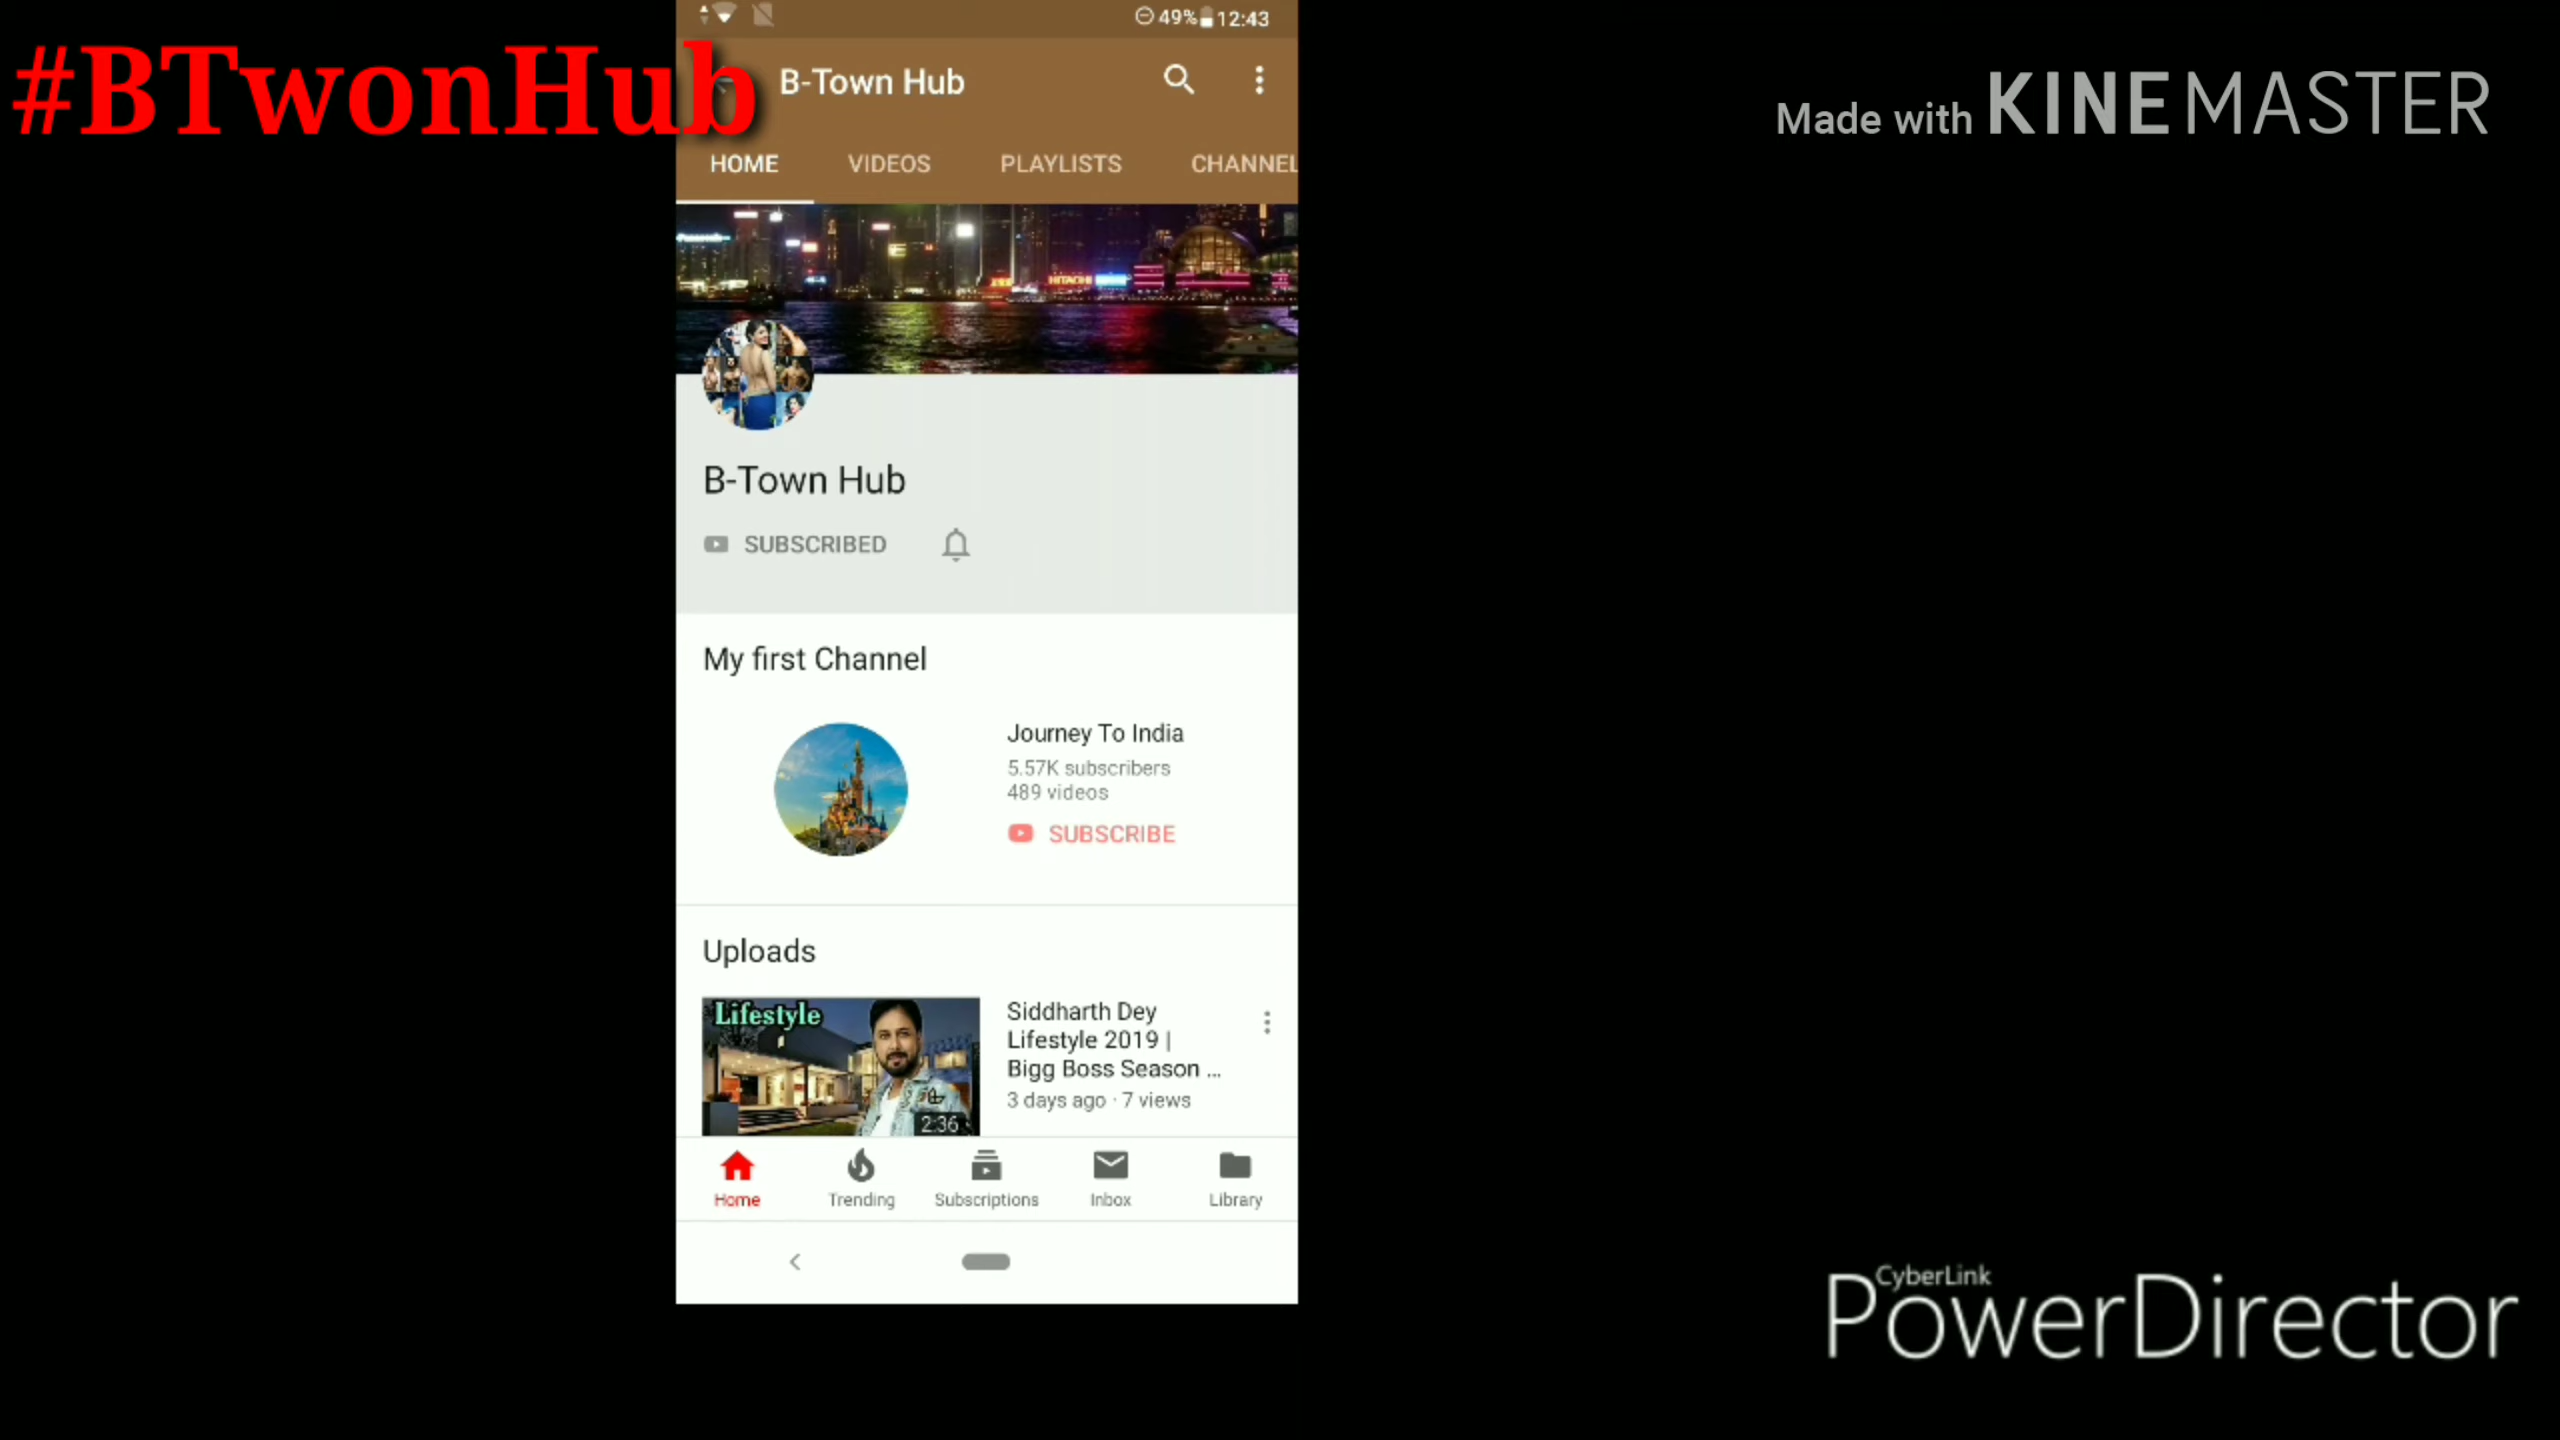 #BTwonHub
49% 12:43
B-Town Hub
Made with KINEMASTER
HOME VIDEOS PLAYLISTS CHANNEL
HITACHI
B-Town Hub
SUBSCRIBED
My first Channel
Journey To India
5.57K subscribers
489 videos
SUBSCRIBE
Uploads
Lifestyle
2:36
Siddharth Dey
Lifestyle 2019 |
Bigg Boss Season ...
3 days ago · 7 views
Home Trending Subscriptions Inbox Library
CyberLink
PowerDirector